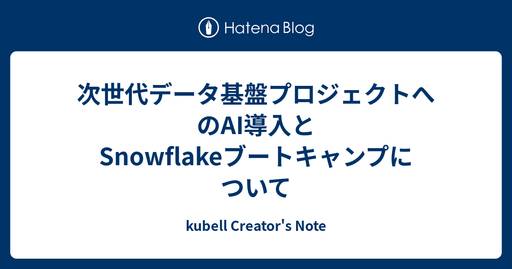 Hatena Blog
次世代データ基盤プロジェクトへ
のAI導入と
Snowflakeブートキャンプに
ついて
kubell Creator's Note